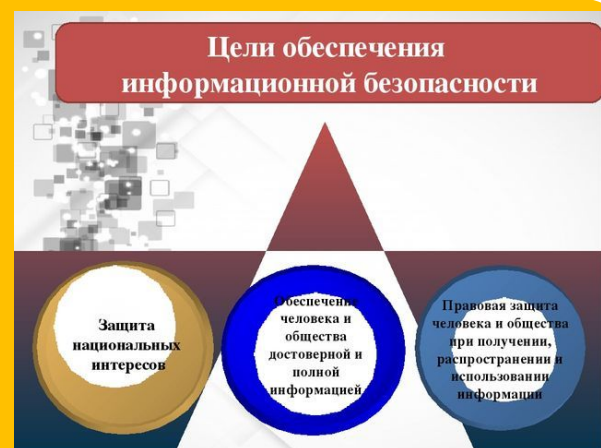 Цели обеспечения
информационной безопасности
Защита
национальных
интересов
Обеспечение
человека и
общества
достоверной и
полной
информацией
Правовая защита
человека и общества
при получении,
распространении и
использовании
информации